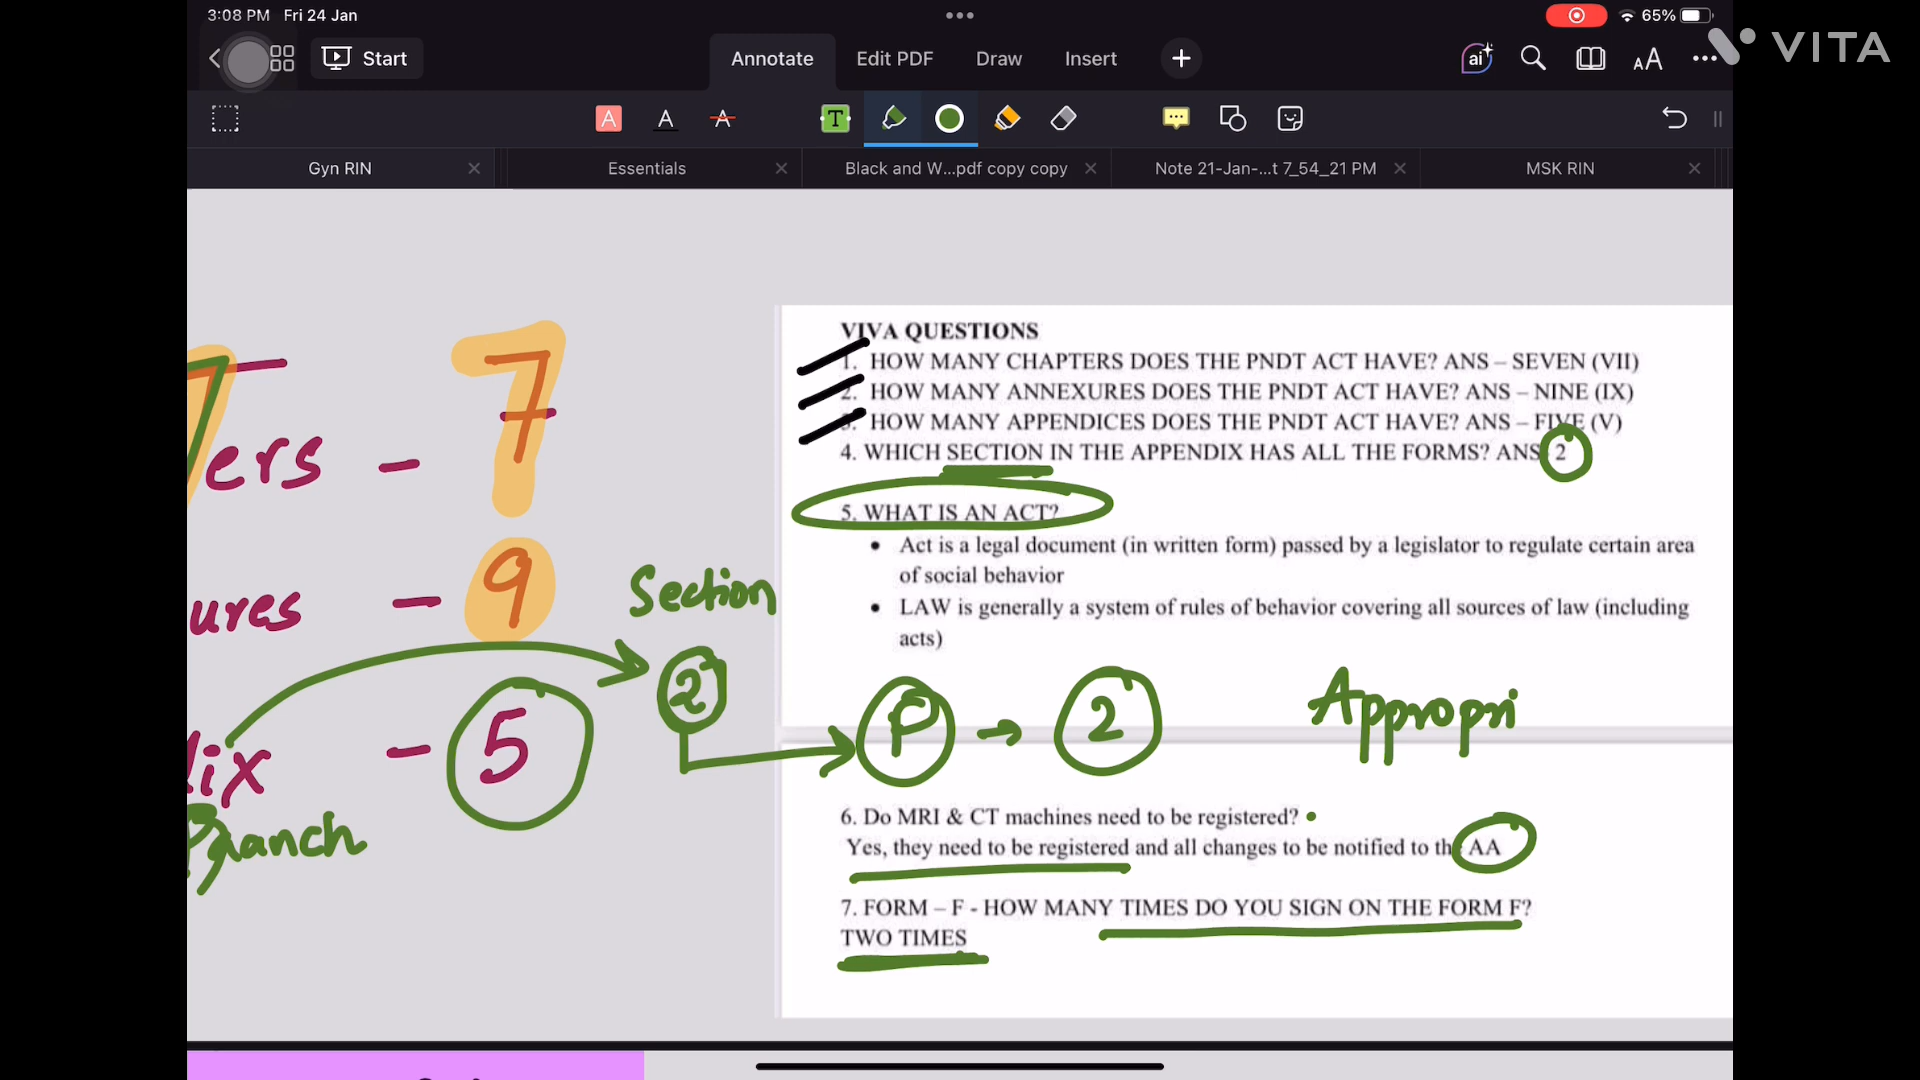 3:08 PM Fri 24 Jan
65%
VITA
Start
Annotate Edit PDF Draw Insert
ai AA
A A A T
Gyn RIN Essentials Black and W...pdf copy copy Note 21-Jan-...t 7_54_21 PM MSK RIN
VIVA QUESTIONS
1. HOW MANY CHAPTERS DOES THE PNDT ACT HAVE? ANS – SEVEN (VII)
2. HOW MANY ANNEXURES DOES THE PNDT ACT HAVE? ANS – NINE (IX)
3. HOW MANY APPENDICES DOES THE PNDT ACT HAVE? ANS – FIVE (V)
4. WHICH SECTION IN THE APPENDIX HAS ALL THE FORMS? ANS 2
5. WHAT IS AN ACT?
• Act is a legal document (in written form) passed by a legislator to regulate certain area
of social behavior
• LAW is generally a system of rules of behavior covering all sources of law (including
acts)
ers - 7
ures - 9
Section
2
dix - 5
F → 2 Appropri
ranch
6. Do MRI & CT machines need to be registered?
Yes, they need to be registered and all changes to be notified to th AA
7. FORM – F - HOW MANY TIMES DO YOU SIGN ON THE FORM F?
TWO TIMES